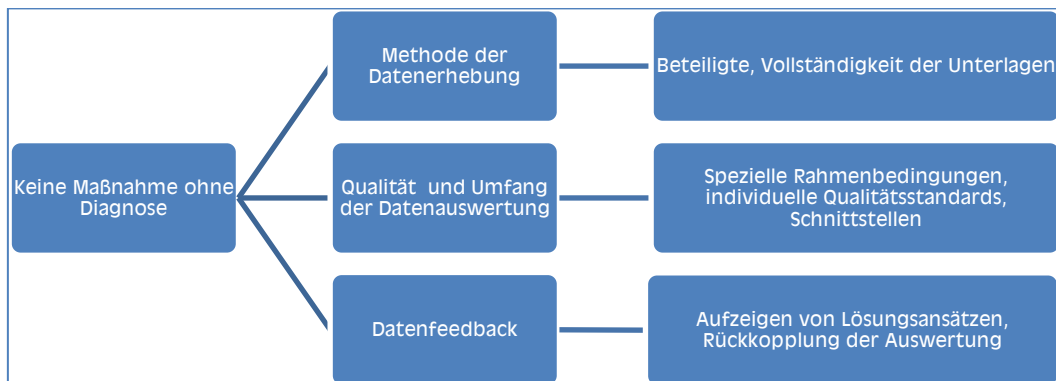 Keine Maßnahme ohne
Diagnose
Methode der
Datenerhebung
Beteiligte, Vollständigkeit der Unterlagen
Qualität und Umfang
der Datenauswertung
Spezielle Rahmenbedingungen,
individuelle Qualitätsstandards,
Schnittstellen
Datenfeedback
Aufzeigen von Lösungsansätzen,
Rückkopplung der Auswertung